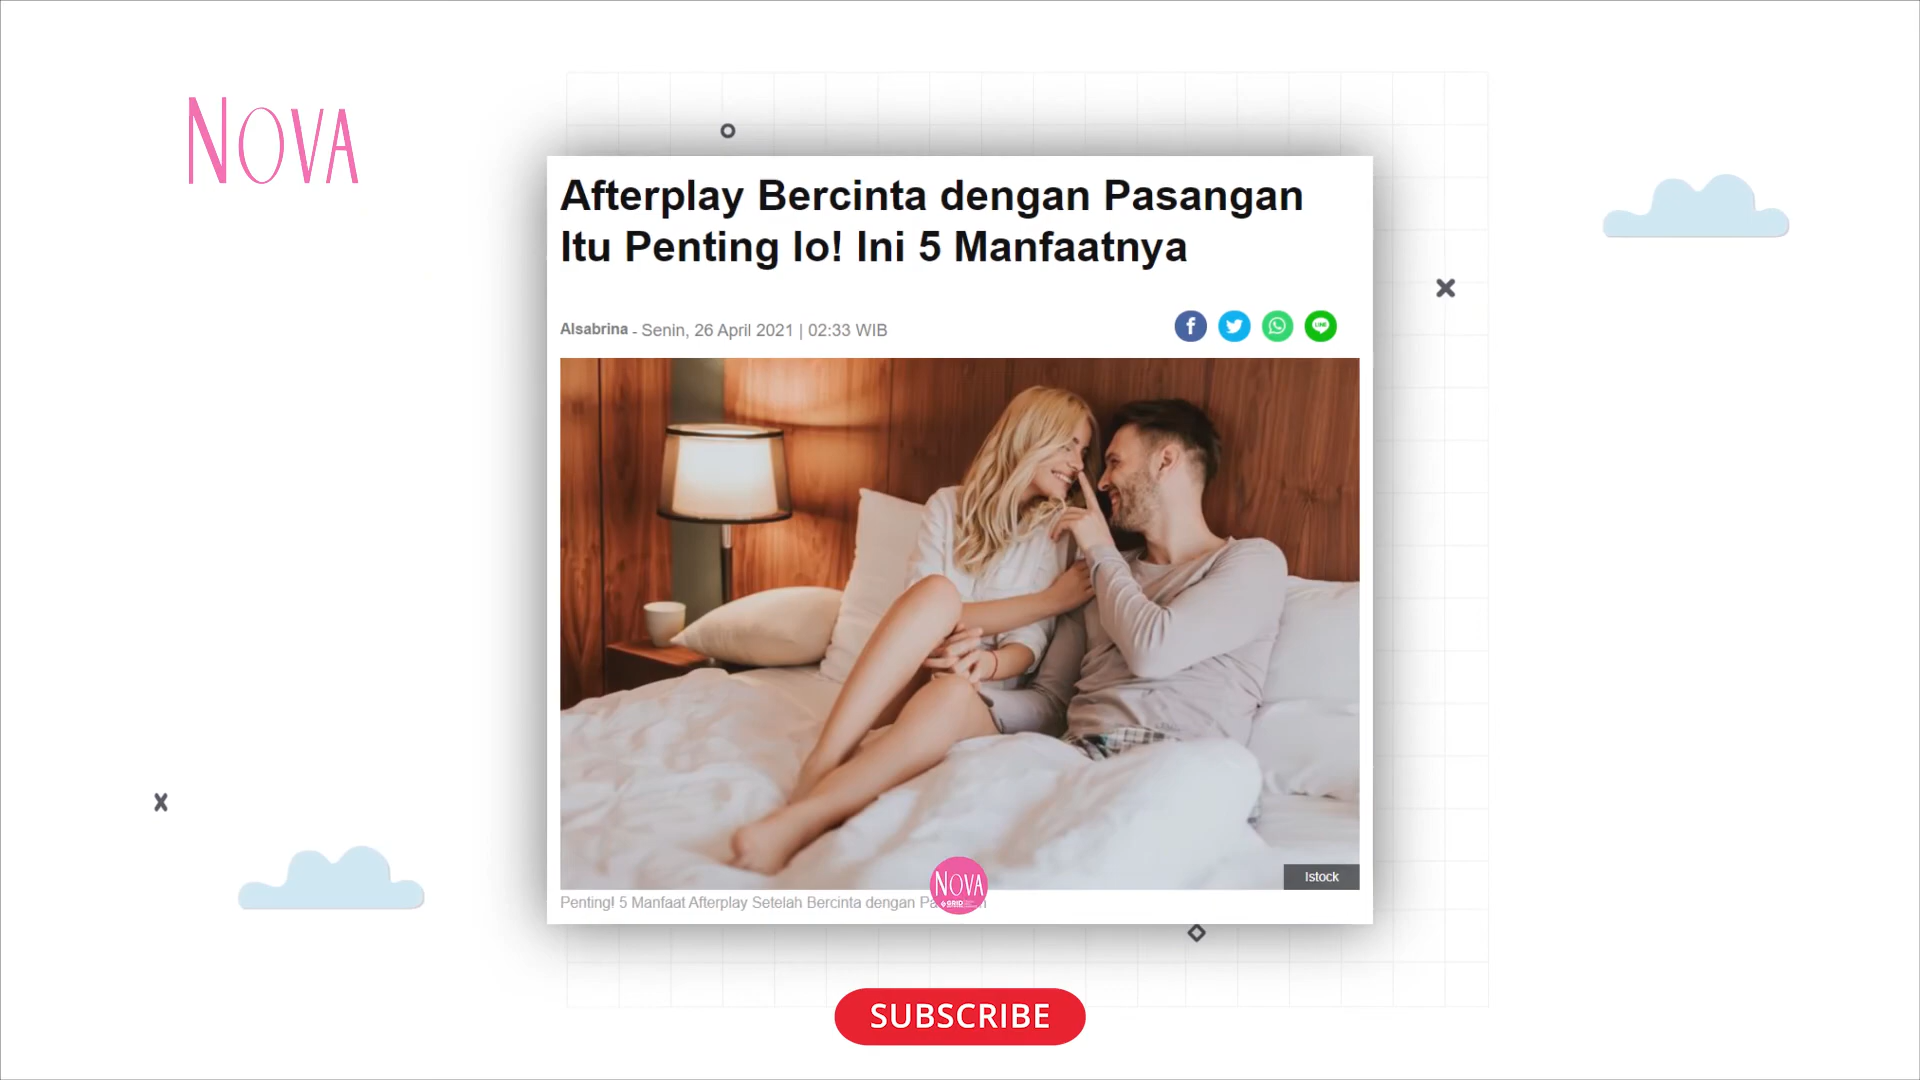 NOVA
Afterplay Bercinta dengan Pasangan
Itu Penting lo! Ini 5 Manfaatnya
Alsabrina - Senin, 26 April 2021 | 02:33 WIB
Istock
NOVA
GRID
Penting! 5 Manfaat Afterplay Setelah Bercinta dengan
SUBSCRIBE